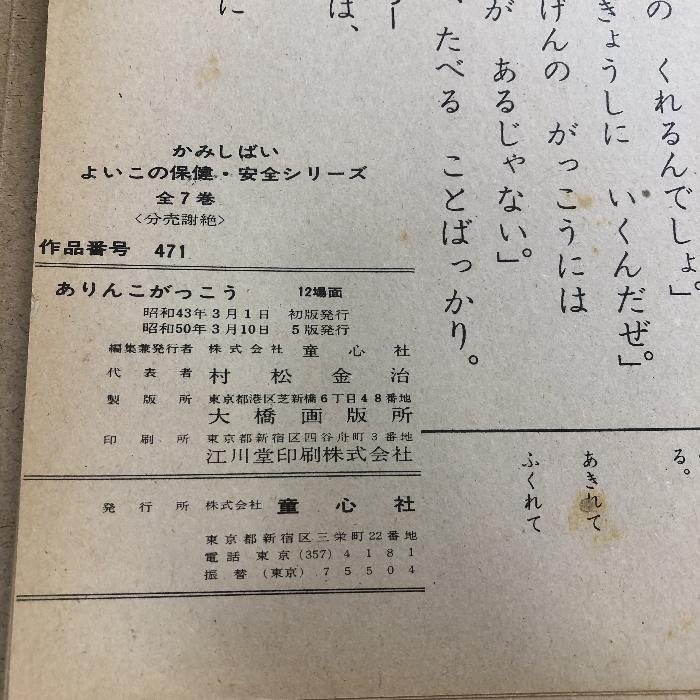 の　くれるんでしょ。」
きょうしに　いくんだぜ。」
げんの　がっこうには
が　あるじゃない。」
、たべる　ことばっかり。
ー
は、
に
る。
あきれて
ふくれて
かみしばい
よいこの保健・安全シリーズ
全7巻
〈分売謝絶〉
作品番号　471
ありんこがっこう　12場面
昭和43年3月1日　初版発行
昭和50年3月10日　5版発行
編集兼発行者　株式会社　童心社
代表者　村松金治
製版所　東京都港区芝新橋6丁目48番地
大橋画版所
印刷所　東京都新宿区四谷舟町3番地
江川堂印刷株式会社
発行所　株式会社　童心社
東京都新宿区三栄町22番地
電話　東京(357)4181
振替　(東京)75504